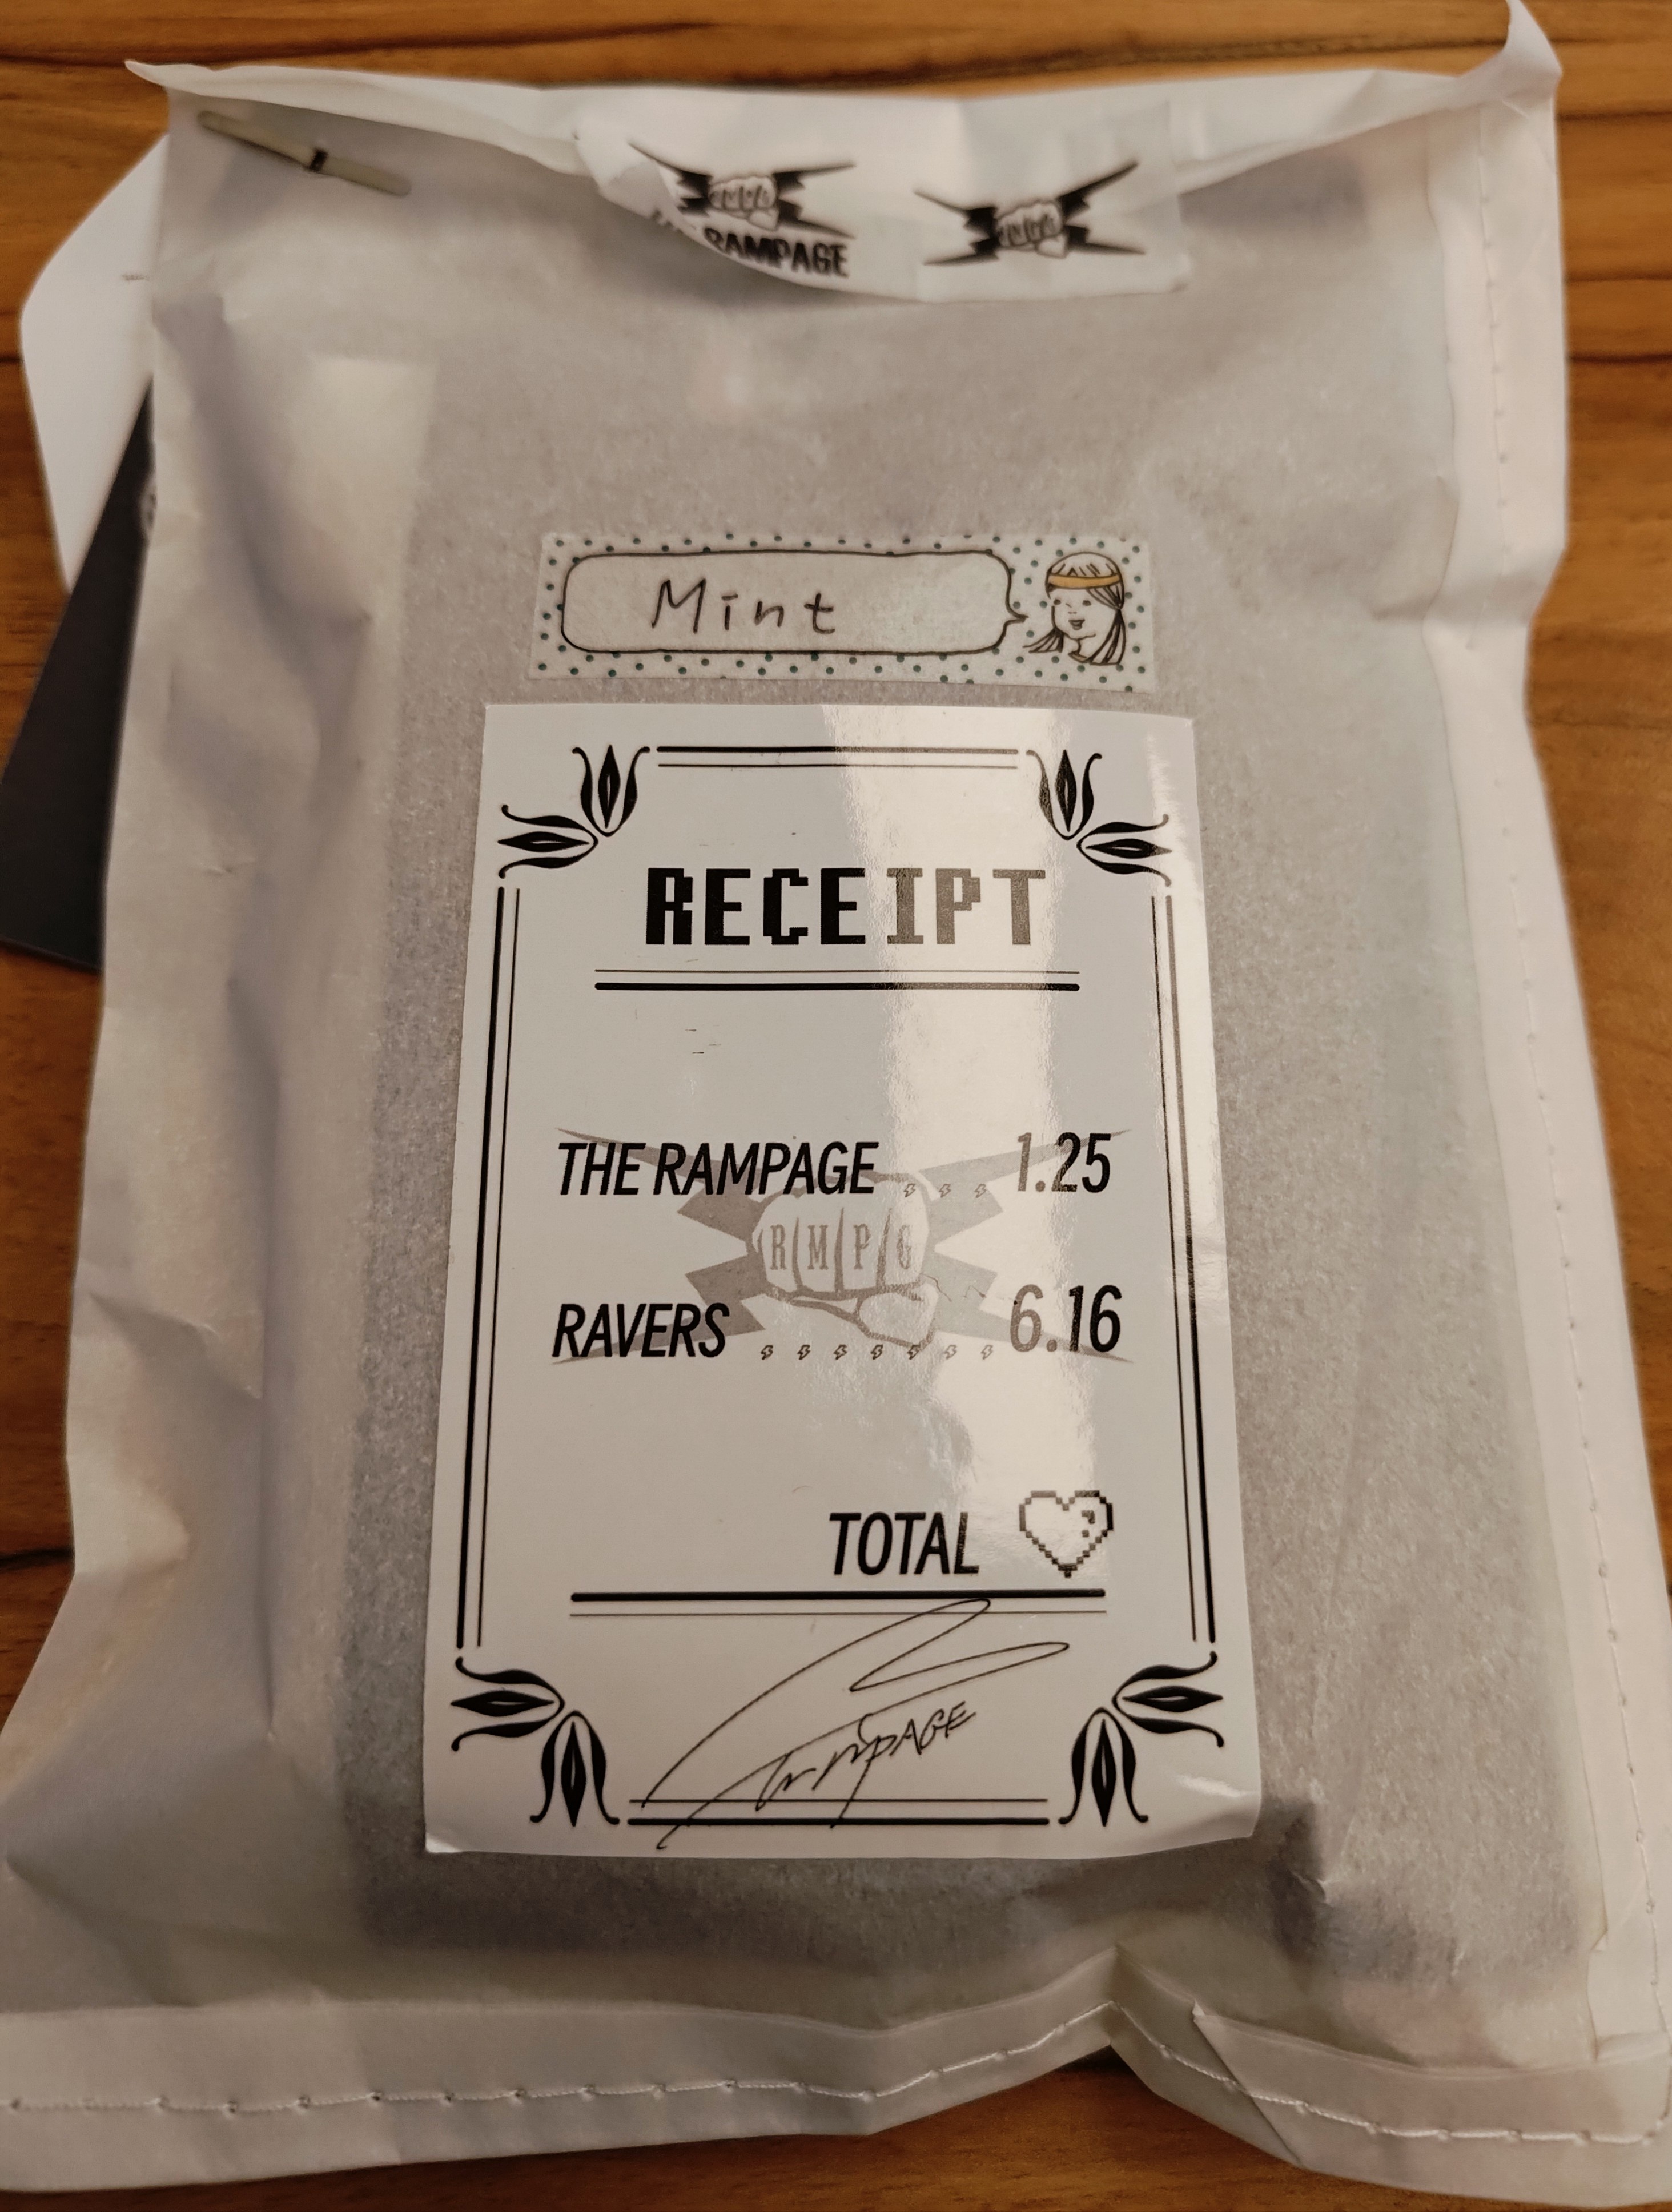 RAMPAGE
Mint
RECEIPT
THE RAMPAGE 1.25
RMPG
RAVERS 6.16
TOTAL
RAMPAGE